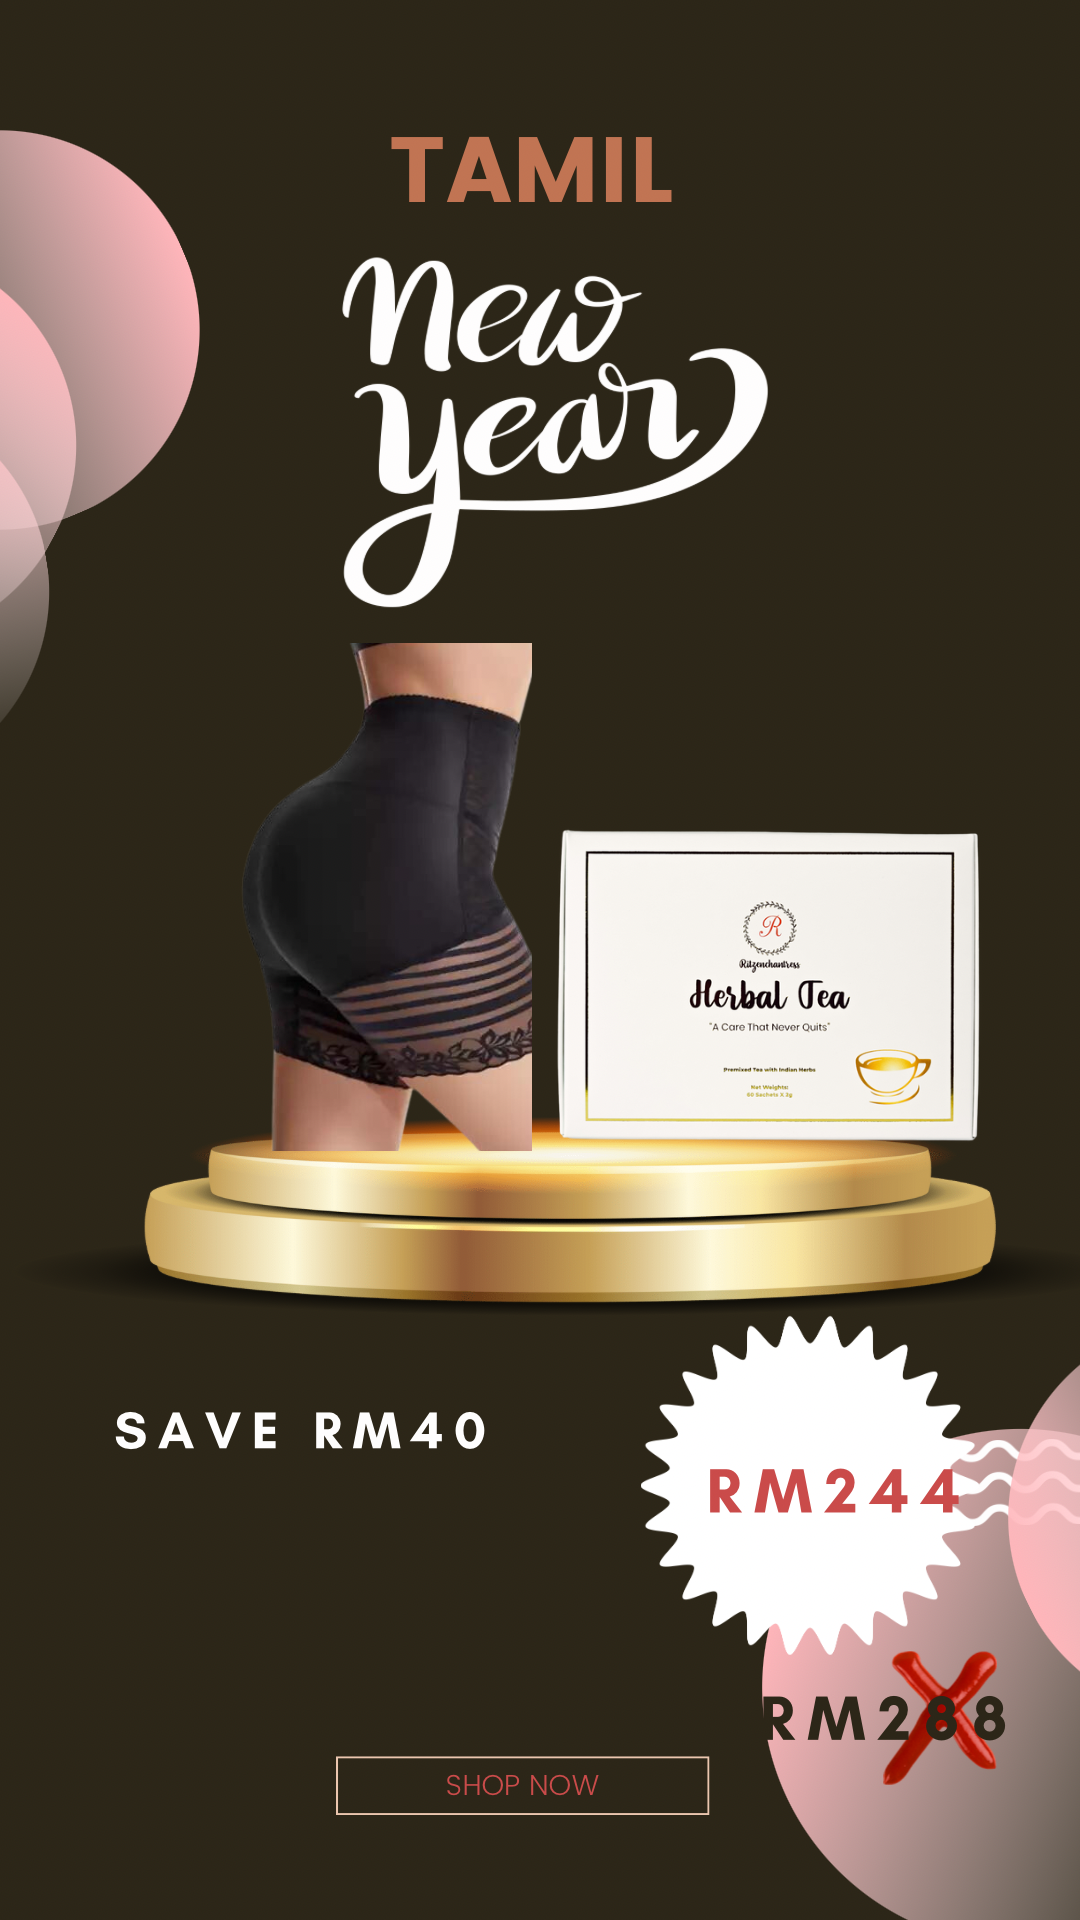 TAMIL
New
Year
R
Ritzenchantress
Herbal Tea
"A Care That Never Quits"
Premixed Tea with Indian Herbs
Net Weights:
60 Sachets X 3g
SAVE RM40
RM244
RM288
SHOP NOW